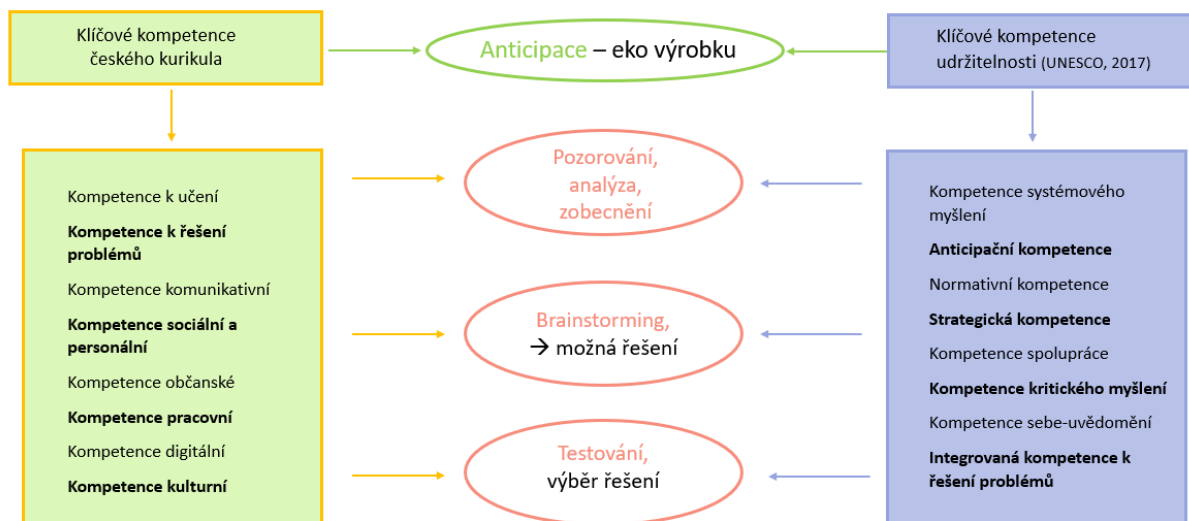 Klíčové kompetence
českého kurikula
Anticipace – eko výrobku
Klíčové kompetence
udržitelnosti (UNESCO, 2017)
Kompetence k učení
Kompetence k řešení
problémů
Kompetence komunikativní
Kompetence sociální a
personální
Kompetence občanské
Kompetence pracovní
Kompetence digitální
Kompetence kulturní
Pozorování,
analýza,
zobecnění
Brainstorming,
→ možná řešení
Testování,
výběr řešení
Kompetence systémového
myšlení
Anticipační kompetence
Normativní kompetence
Strategická kompetence
Kompetence spolupráce
Kompetence kritického myšlení
Kompetence sebe-uvědomění
Integrovaná kompetence k
řešení problémů